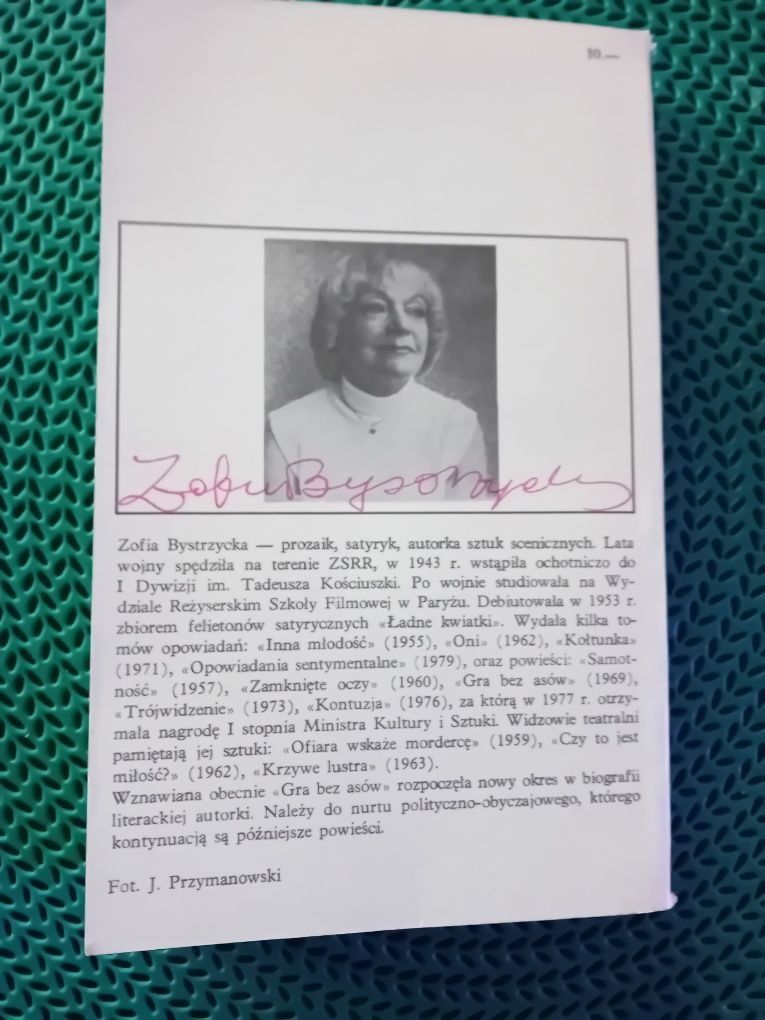 30.—
Zofia Bystrzycka
Zofia Bystrzycka — prozaik, satyryk, autorka sztuk scenicznych. Lata
wojny spędziła na terenie ZSRR, w 1943 r. wstąpiła ochotniczo do
I Dywizji im. Tadeusza Kościuszki. Po wojnie studiowała na Wy-
dziale Reżyserskim Szkoły Filmowej w Paryżu. Debiutowała w 1953 r.
zbiorem felietonów satyrycznych «Ładne kwiatki». Wydała kilka to-
mów opowiadań: «Inna młodość» (1955), «Oni» (1962), «Kołtunka»
(1971), «Opowiadania sentymentalne» (1979), oraz powieści: «Samot-
ność» (1957), «Zamknięte oczy» (1960), «Gra bez asów» (1969),
«Trójwidzenie» (1973), «Kontuzja» (1976), za którą w 1977 r. otrzy-
mała nagrodę I stopnia Ministra Kultury i Sztuki. Widzowie teatralni
pamiętają jej sztuki: «Ofiara wskaże mordercę» (1959), «Czy to jest
miłość?» (1962), «Krzywe lustra» (1963).
Wznawiana obecnie «Gra bez asów» rozpoczęła nowy okres w biografii
literackiej autorki. Należy do nurtu polityczno-obyczajowego, którego
kontynuacją są późniejsze powieści.
Fot. J. Przymanowski